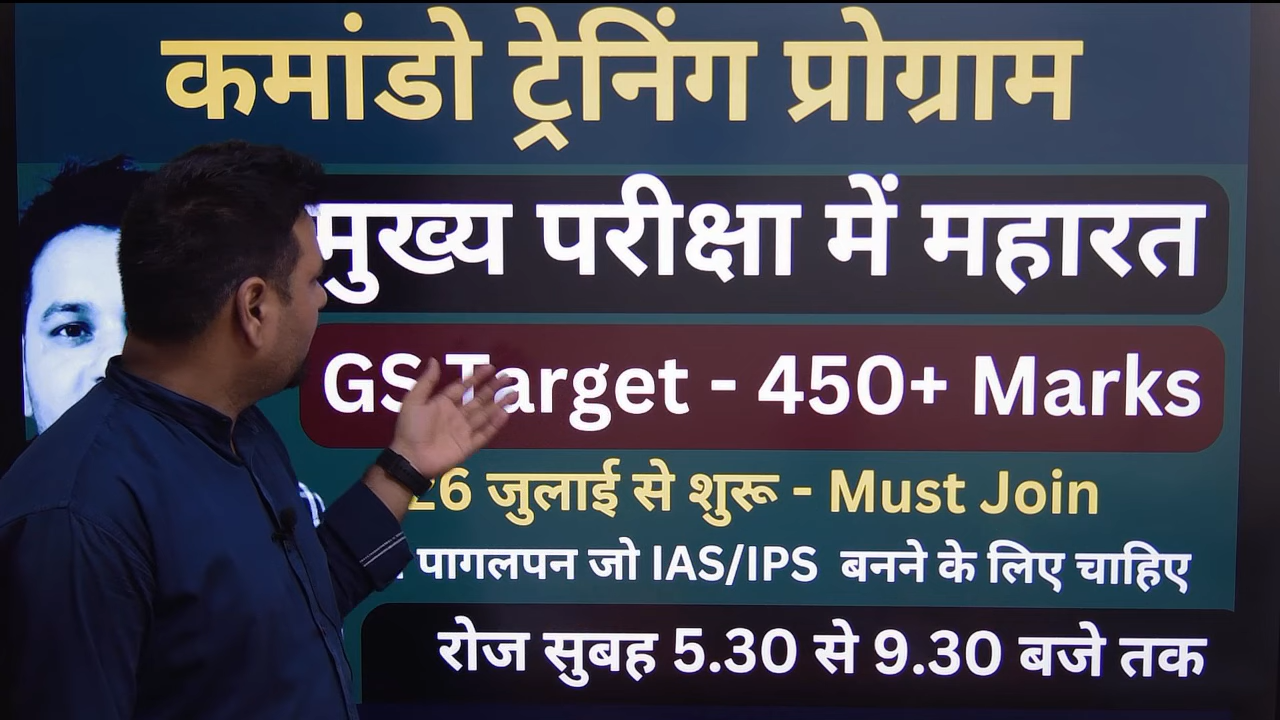 कमांडो ट्रेनिंग प्रोग्राम
मुख्य परीक्षा में महारत
GS Target - 450+ Marks
26 जुलाई से शुरू - Must Join
पागलपन जो IAS/IPS बनने के लिए चाहिए
रोज सुबह 5.30 से 9.30 बजे तक